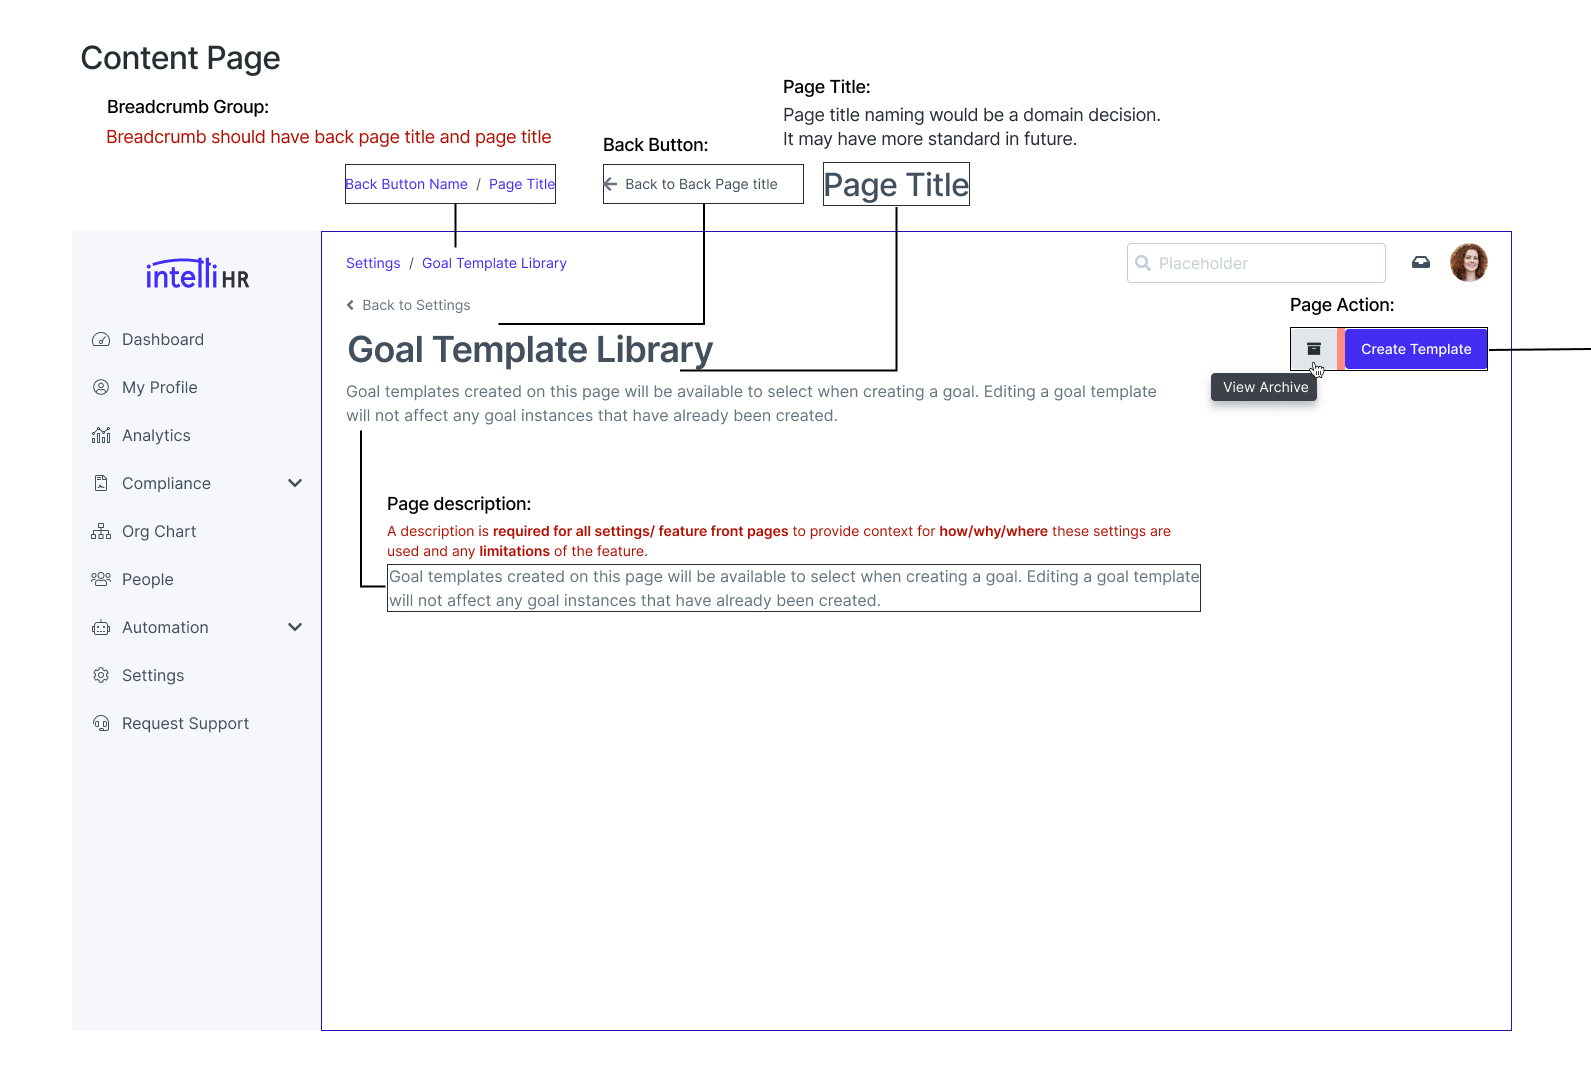 Content Page
Breadcrumb Group:
Breadcrumb should have back page title and page title
Back Button Name / Page Title
Back Button:
Back to Back Page title
Page Title:
Page title naming would be a domain decision.
It may have more standard in future.
Page Title
intelliHR
Dashboard
My Profile
Analytics
Compliance
Org Chart
People
Automation
Settings
Request Support
Settings / Goal Template Library
Placeholder
Back to Settings
Page Action:
Goal Template Library
Create Template
View Archive
Goal templates created on this page will be available to select when creating a goal. Editing a goal template
will not affect any goal instances that have already been created.
Page description:
A description is required for all settings/ feature front pages to provide context for how/why/where these settings are
used and any limitations of the feature.
Goal templates created on this page will be available to select when creating a goal. Editing a goal template
will not affect any goal instances that have already been created.